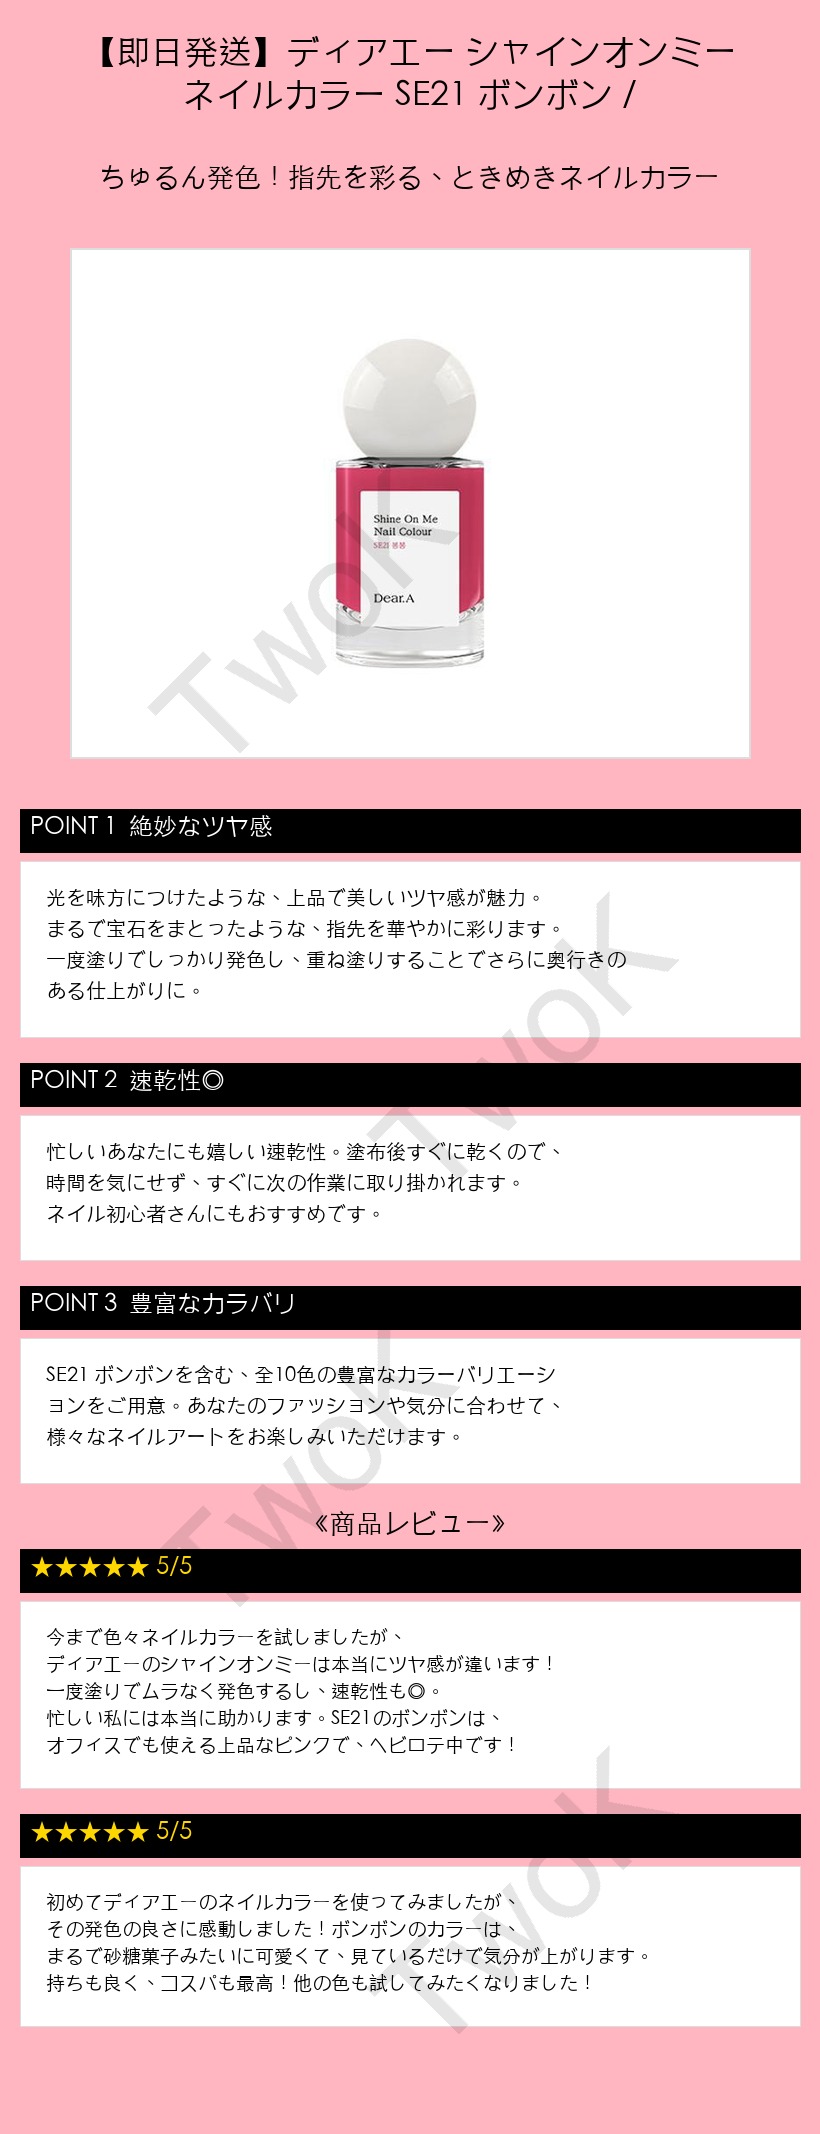 【即日発送】ディアエー シャインオンミー
ネイルカラー SE21 ボンボン /
ちゅるん発色！指先を彩る、ときめきネイルカラー
Shine On Me
Nail Colour
SE21 봉봉
Dear.A
TwoK
POINT 1 絶妙なツヤ感
光を味方につけたような、上品で美しいツヤ感が魅力。
まるで宝石をまとったような、指先を華やかに彩ります。
一度塗りでしっかり発色し、重ね塗りすることでさらに奥行きの
ある仕上がりに。
TwoK
POINT 2 速乾性◎
忙しいあなたにも嬉しい速乾性。塗布後すぐに乾くので、
時間を気にせず、すぐに次の作業に取り掛かれます。
ネイル初心者さんにもおすすめです。
POINT 3 豊富なカラバリ
SE21 ボンボンを含む、全10色の豊富なカラーバリエーシ
ョンをご用意。あなたのファッションや気分に合わせて、
様々なネイルアートをお楽しみいただけます。
TwoK
《商品レビュー》
★★★★★ 5/5
今まで色々ネイルカラーを試しましたが、
ディアエーのシャインオンミーは本当にツヤ感が違います！
一度塗りでムラなく発色するし、速乾性も◎。
忙しい私には本当に助かります。SE21のボンボンは、
オフィスでも使える上品なピンクで、ヘビロテ中です！
★★★★★ 5/5
初めてディアエーのネイルカラーを使ってみましたが、
その発色の良さに感動しました！ボンボンのカラーは、
まるで砂糖菓子みたいに可愛くて、見ているだけで気分が上がります。
持ちも良く、コスパも最高！他の色も試してみたくなりました！
TwoK